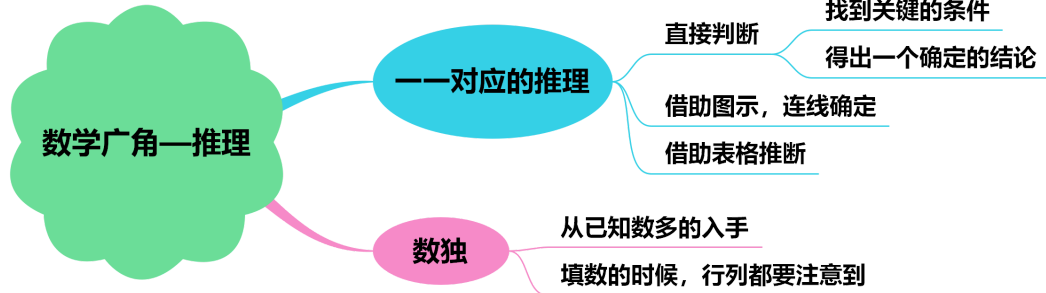 数学广角—推理
一一对应的推理
直接判断
找到关键的条件
得出一个确定的结论
借助图示，连线确定
借助表格推断
数独
从已知数多的入手
填数的时候，行列都要注意到